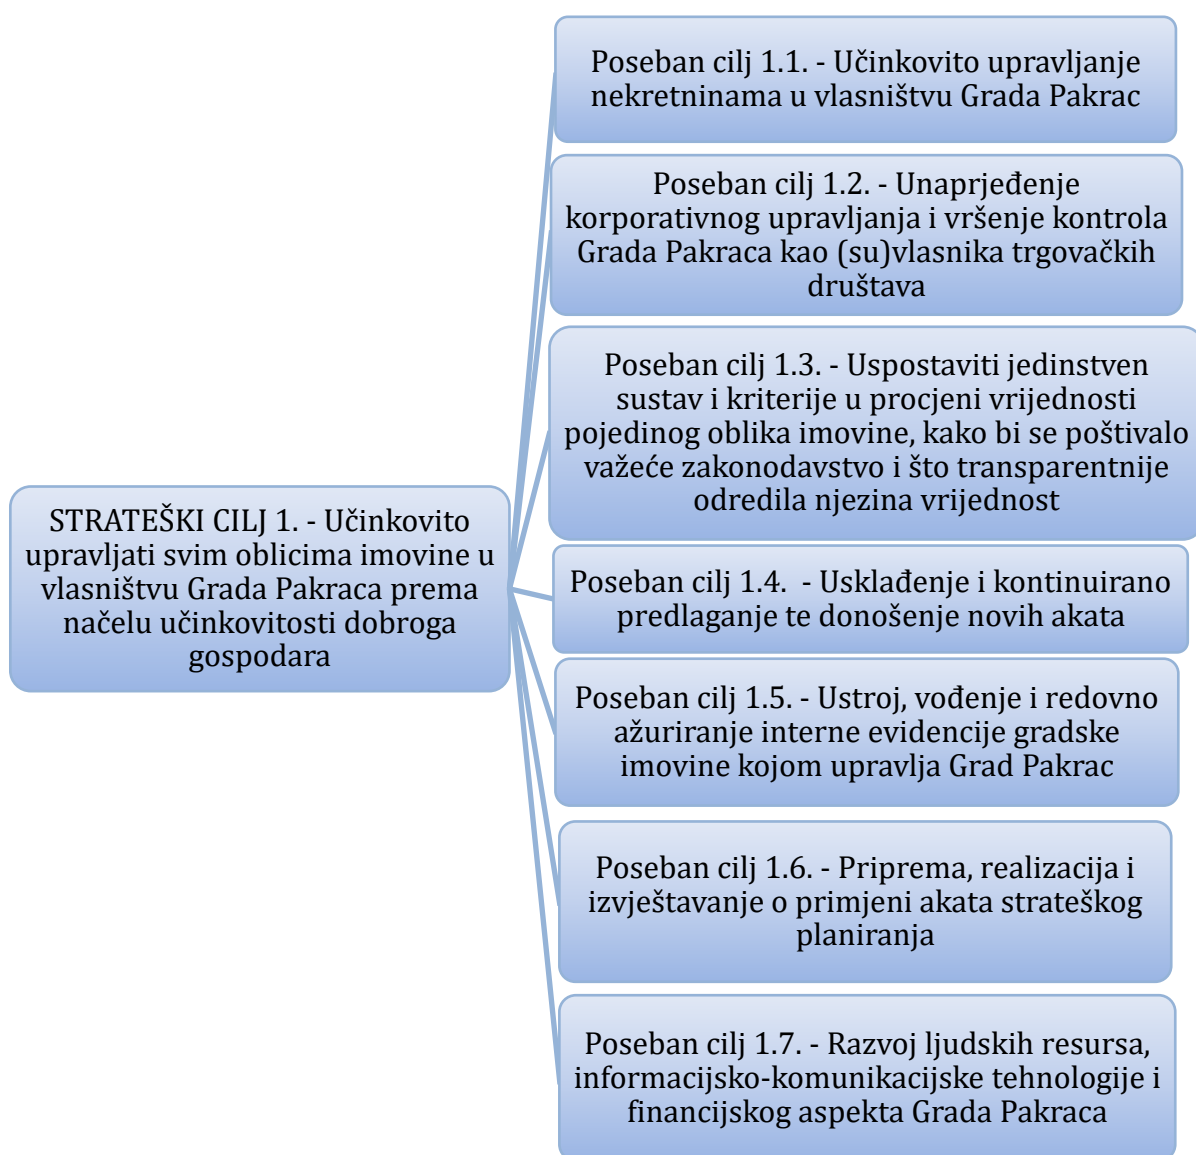 STRATEŠKI CILJ 1. - Učinkovito
upravljati svim oblicima imovine u
vlasništvu Grada Pakraca prema
načelu učinkovitosti dobroga
gospodara
Poseban cilj 1.1. - Učinkovito upravljanje
nekretninama u vlasništvu Grada Pakrac
Poseban cilj 1.2. - Unaprjeđenje
korporativnog upravljanja i vršenje kontrola
Grada Pakraca kao (su)vlasnika trgovačkih
društava
Poseban cilj 1.3. - Uspostaviti jedinstven
sustav i kriterije u procjeni vrijednosti
pojedinog oblika imovine, kako bi se poštivalo
važeće zakonodavstvo i što transparentnije
odredila njezina vrijednost
Poseban cilj 1.4.  - Usklađenje i kontinuirano
predlaganje te donošenje novih akata
Poseban cilj 1.5. - Ustroj, vođenje i redovno
ažuriranje interne evidencije gradske
imovine kojom upravlja Grad Pakrac
Poseban cilj 1.6. - Priprema, realizacija i
izvještavanje o primjeni akata strateškog
planiranja
Poseban cilj 1.7. - Razvoj ljudskih resursa,
informacijsko-komunikacijske tehnologije i
financijskog aspekta Grada Pakraca